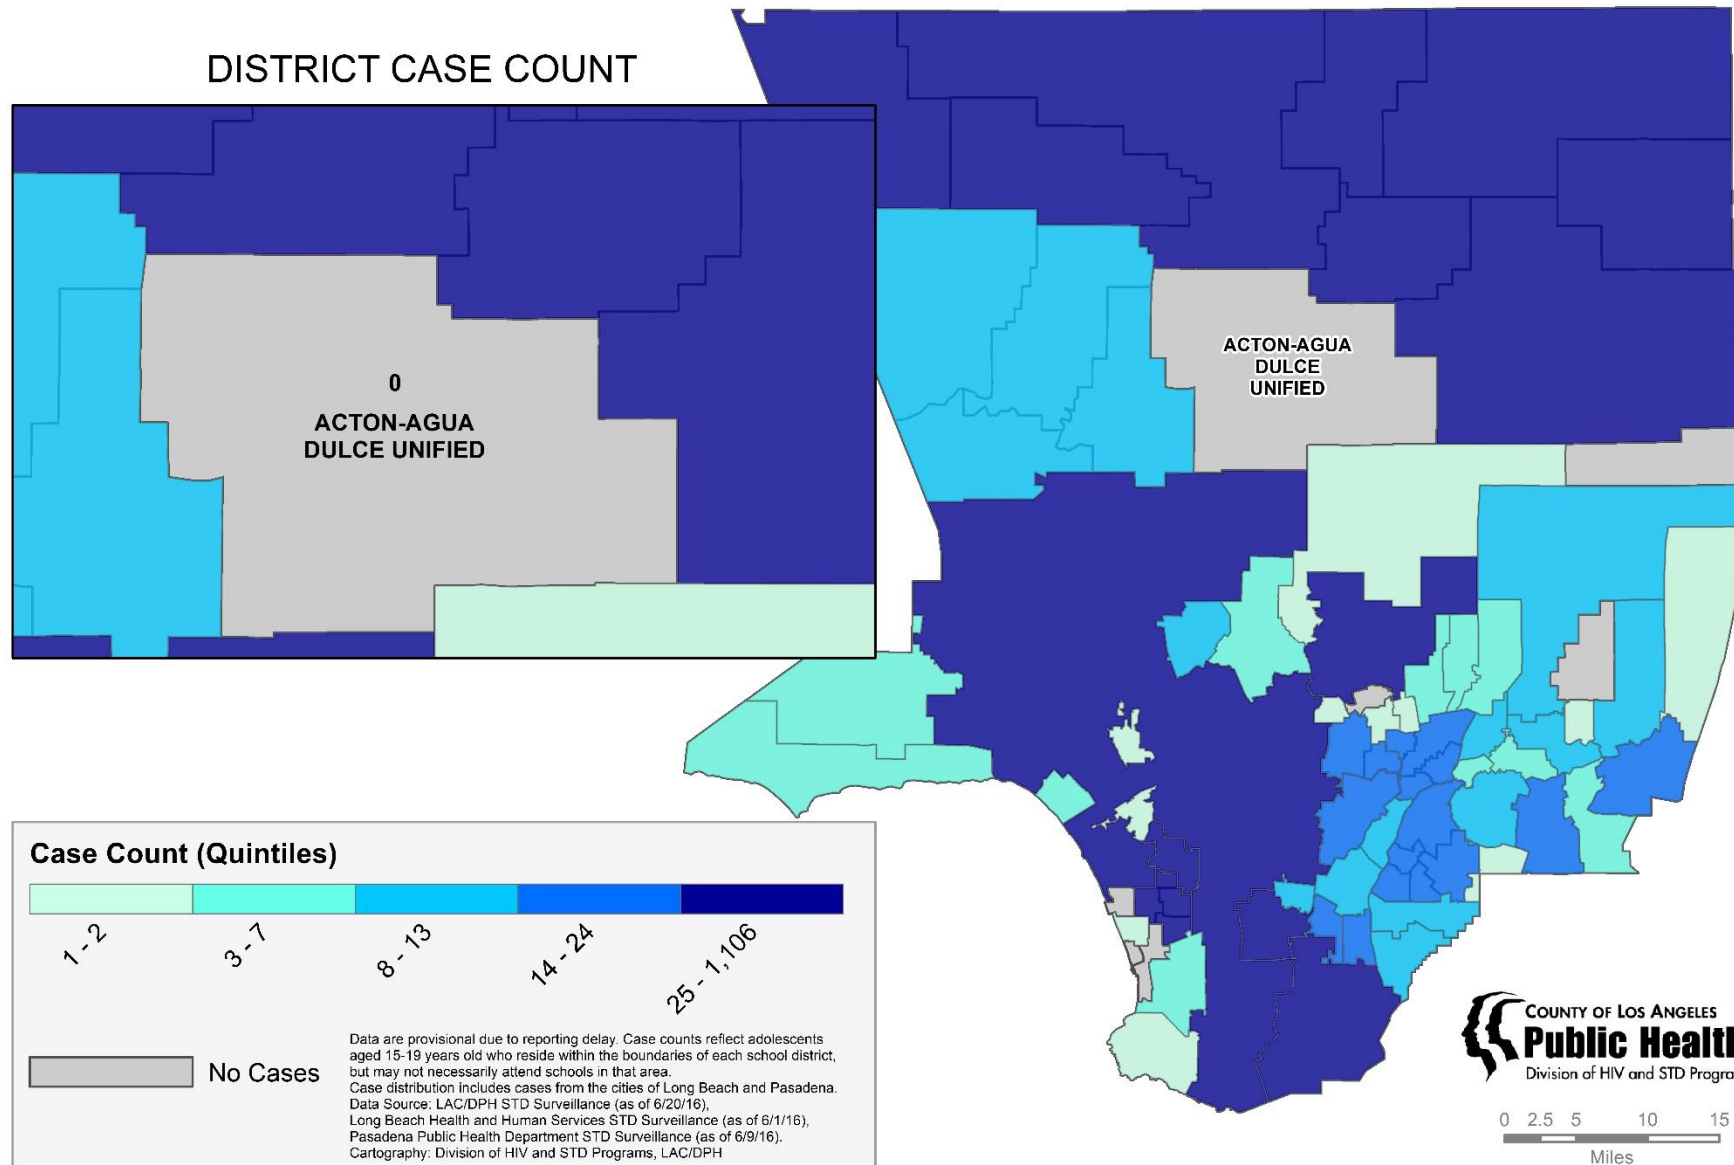 DISTRICT CASE COUNT
0
ACTON-AGUA
DULCE UNIFIED
ACTON-AGUA
DULCE
UNIFIED
Case Count (Quintiles)
1 - 2
3 - 7
8 - 13
14 - 24
25 - 1,106
No Cases
Data are provisional due to reporting delay. Case counts reflect adolescents
aged 15-19 years old who reside within the boundaries of each school district,
but may not necessarily attend schools in that area.
Case distribution includes cases from the cities of Long Beach and Pasadena.
Data Source: LAC/DPH STD Surveillance (as of 6/20/16),
Long Beach Health and Human Services STD Surveillance (as of 6/1/16),
Pasadena Public Health Department STD Surveillance (as of 6/9/16).
Cartography: Division of HIV and STD Programs, LAC/DPH
COUNTY OF LOS ANGELES
Public Healt
Division of HIV and STD Progra
0 2.5 5 10 15
Miles